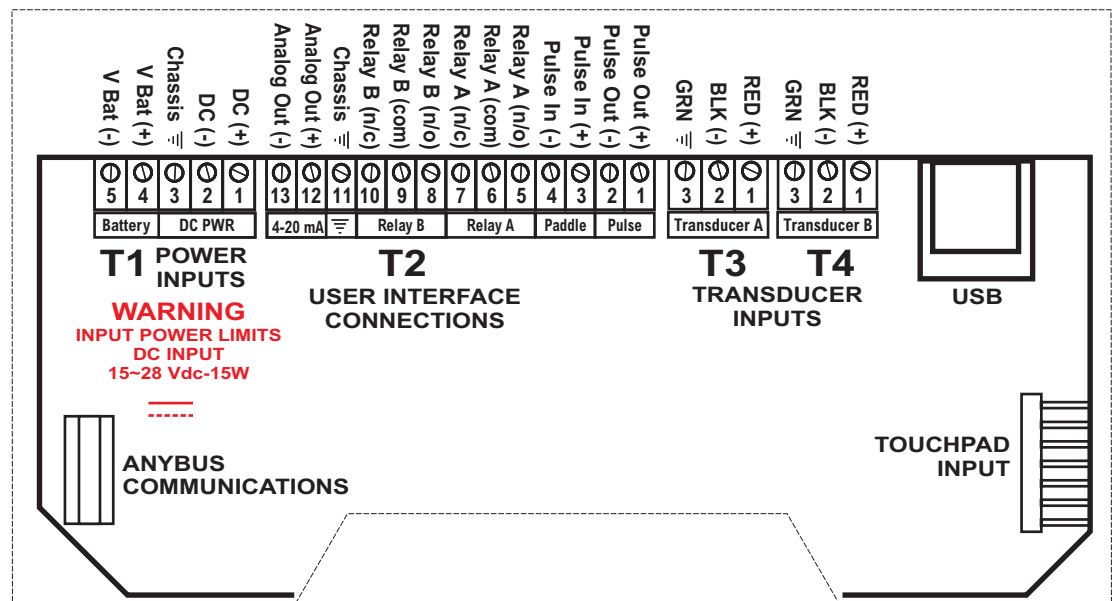 V Bat (-)
V Bat (+)
Chassis
DC (-)
DC (+)
Analog Out (-)
Analog Out (+)
Chassis
Relay B (n/c)
Relay B (com)
Relay B (n/o)
Relay A (n/c)
Relay A (com)
Relay A (n/o)
Pulse In (-)
Pulse In (+)
Pulse Out (-)
Pulse Out (+)
GRN
BLK (-)
RED (+)
GRN
BLK (-)
RED (+)
5 4 3 2 1
13 12 11 10 9 8 7 6 5 4 3 2 1
3 2 1
3 2 1
Battery DC PWR
4-20 mA Relay B Relay A Paddle Pulse
Transducer A
Transducer B
T1 POWER
INPUTS
WARNING
INPUT POWER LIMITS
DC INPUT
15~28 Vdc-15W
T2
USER INTERFACE
CONNECTIONS
T3 T4
TRANSDUCER
INPUTS
USB
ANYBUS
COMMUNICATIONS
TOUCHPAD
INPUT